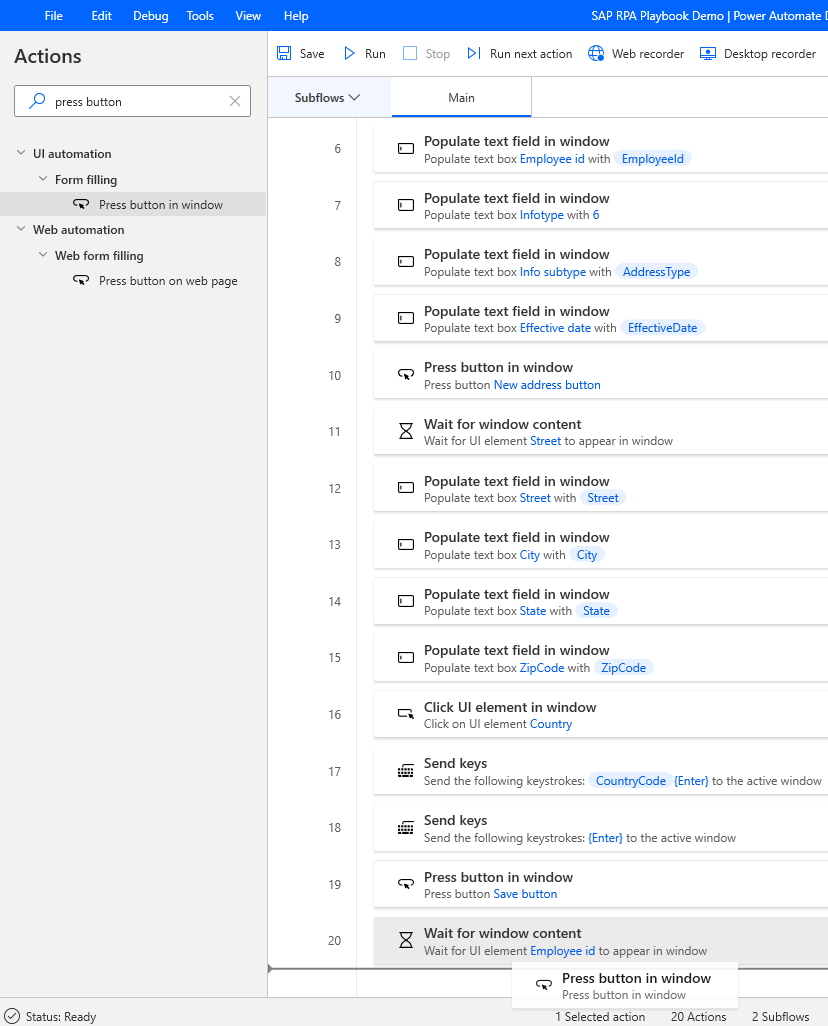 File Edit Debug Tools View Help SAP RPA Playbook Demo | Power Automate
Actions
Save Run Stop Run next action Web recorder Desktop recorder
press button
Subflows Main
UI automation
Form filling
Press button in window
Web automation
Web form filling
Press button on web page
6 Populate text field in window
Populate text box Employee id with EmployeeId
7 Populate text field in window
Populate text box Infotype with 6
8 Populate text field in window
Populate text box Info subtype with AddressType
9 Populate text field in window
Populate text box Effective date with EffectiveDate
10 Press button in window
Press button New address button
11 Wait for window content
Wait for UI element Street to appear in window
12 Populate text field in window
Populate text box Street with Street
13 Populate text field in window
Populate text box City with City
14 Populate text field in window
Populate text box State with State
15 Populate text field in window
Populate text box ZipCode with ZipCode
16 Click UI element in window
Click on UI element Country
17 Send keys
Send the following keystrokes: CountryCode {Enter} to the active window
18 Send keys
Send the following keystrokes: {Enter} to the active window
19 Press button in window
Press button Save button
20 Wait for window content
Wait for UI element Employee id to appear in window
Press button in window
Press button in window
Status: Ready 1 Selected action 20 Actions 2 Subflows